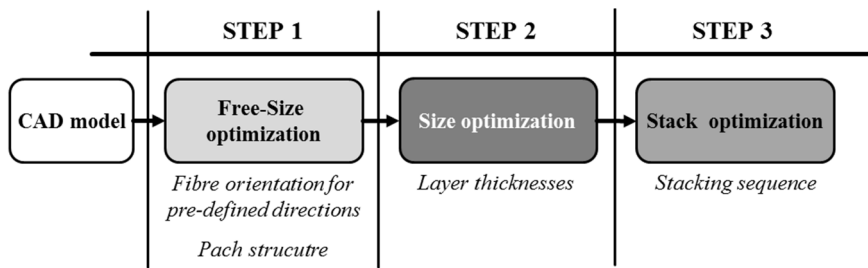 STEP 1
STEP 2
STEP 3
CAD model
Free-Size
optimization
Size optimization
Stack optimization
Fibre orientation for
pre-defined directions
Pach strucutre
Layer thicknesses
Stacking sequence